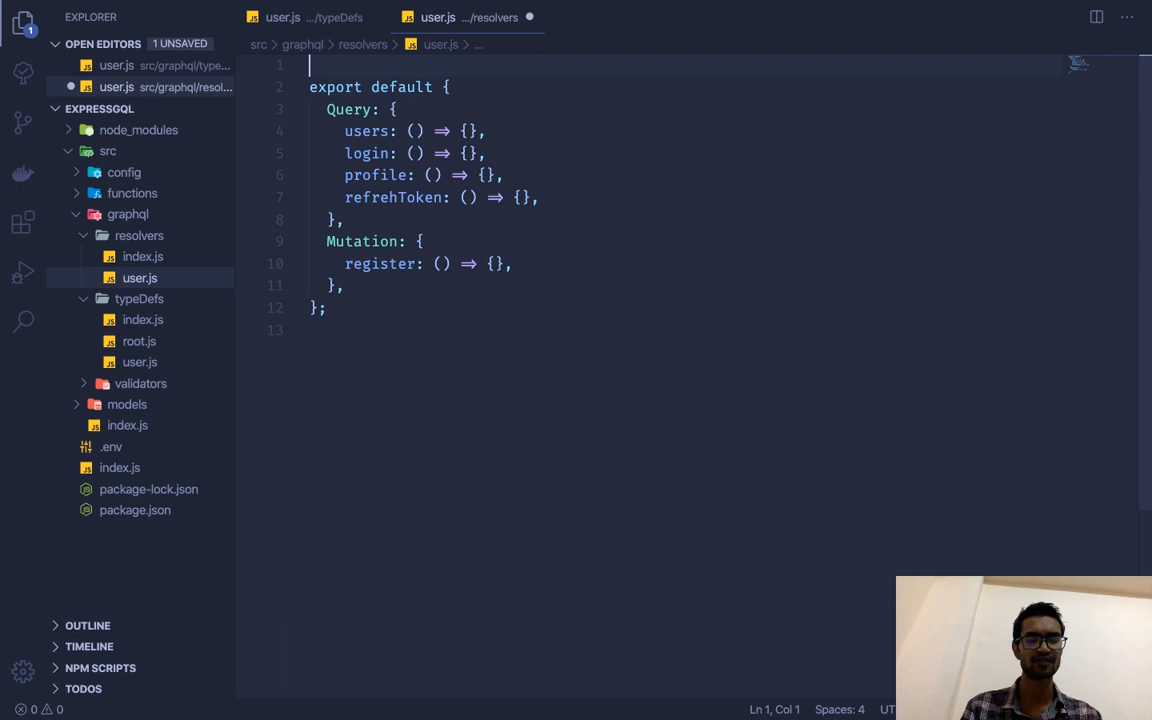 EXPLORER
OPEN EDITORS 1 UNSAVED
user.js src/graphql/type...
user.js src/graphql/resol...
EXPRESSGQL
node_modules
src
config
functions
graphql
resolvers
index.js
user.js
typeDefs
index.js
root.js
user.js
validators
models
index.js
.env
index.js
package-lock.json
package.json
OUTLINE
TIMELINE
NPM SCRIPTS
TODOS
1
user.js .../typeDefs
user.js .../resolvers
src > graphql > resolvers > user.js > ...
1
2 export default {
3 Query: {
4 users: () => {},
5 login: () => {},
6 profile: () => {},
7 refrehToken: () => {},
8 },
9 Mutation: {
10 register: () => {},
11 },
12 };
13
0 0
Ln 1, Col 1 Spaces: 4 UT